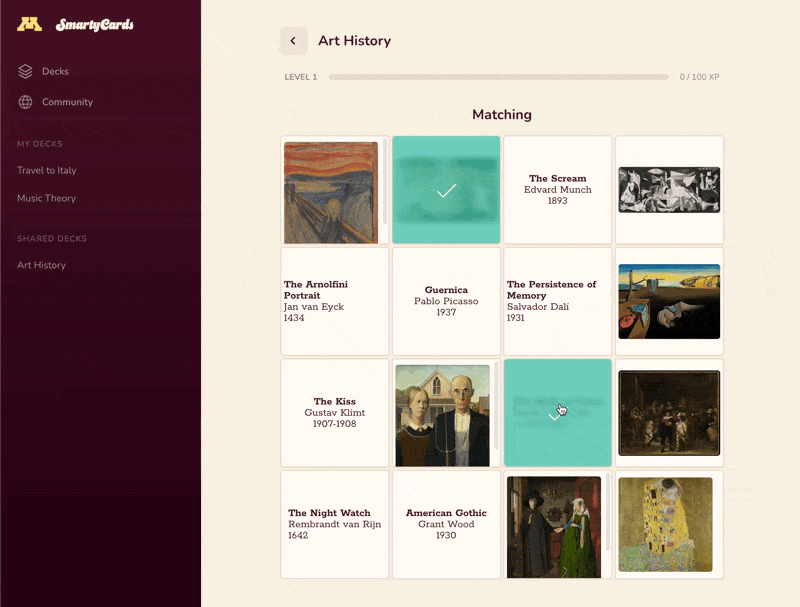 SmartyCards
Decks
Community
MY DECKS
Travel to Italy
Music Theory
SHARED DECKS
Art History
Art History
LEVEL 1
0 / 100 XP
Matching
The Scream
Edvard Munch
1893
The Arnolfini
Portrait
Jan van Eyck
1434
Guernica
Pablo Picasso
1937
The Persistence of
Memory
Salvador Dalí
1931
The Kiss
Gustav Klimt
1907-1908
The Night Watch
Rembrandt van Rijn
1642
American Gothic
Grant Wood
1930